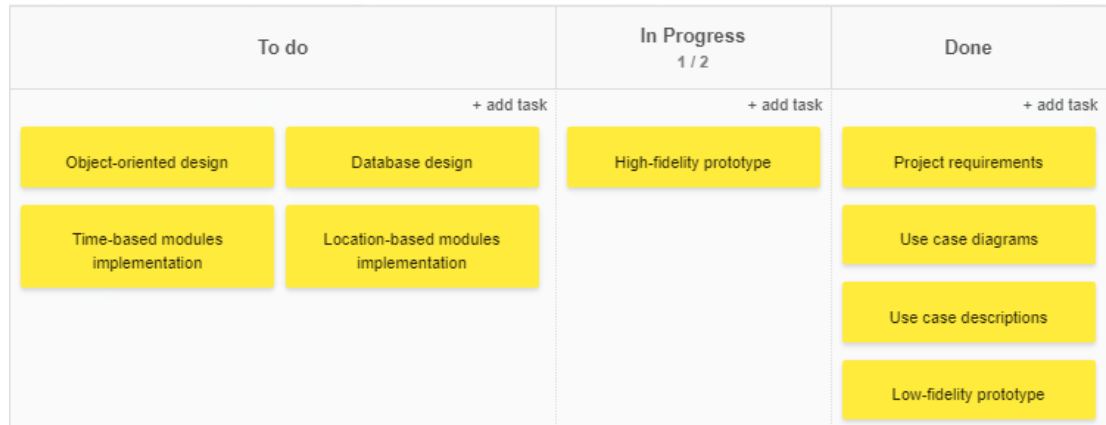 To do
In Progress
1 / 2
Done
+ add task
+ add task
+ add task
Object-oriented design
Database design
High-fidelity prototype
Project requirements
Time-based modules
implementation
Location-based modules
implementation
Use case diagrams
Use case descriptions
Low-fidelity prototype